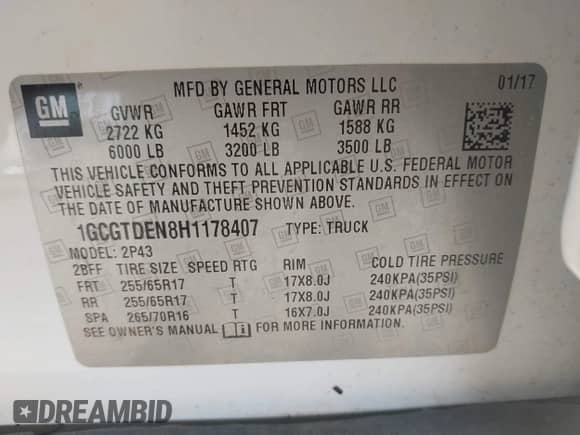 GM
MFD BY GENERAL MOTORS LLC 01/17
GVWR GAWR FRT GAWR RR
2722 KG 1452 KG 1588 KG
6000 LB 3200 LB 3500 LB
THIS VEHICLE CONFORMS TO ALL APPLICABLE U.S. FEDERAL MOTOR
VEHICLE SAFETY AND THEFT PREVENTION STANDARDS IN EFFECT ON
THE DATE OF MANUFACTURE SHOWN ABOVE.
1GCGTDEN8H1178407 TYPE: TRUCK
MODEL: 2P43
2BFF TIRE SIZE SPEED RTG RIM COLD TIRE PRESSURE
FRT 255/65R17 T 17X8.0J 240KPA(35PSI)
RR 255/65R17 T 17X8.0J 240KPA(35PSI)
SPA 265/70R16 T 16X7.0J 240KPA(35PSI)
SEE OWNER'S MANUAL FOR MORE INFORMATION.
DREAMBID